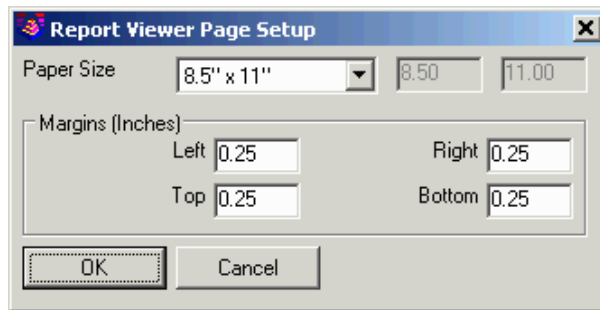 Report Viewer Page Setup
Paper Size 8.5" x 11" 8.50 11.00
Margins (Inches)
Left 0.25 Right 0.25
Top 0.25 Bottom 0.25
OK Cancel